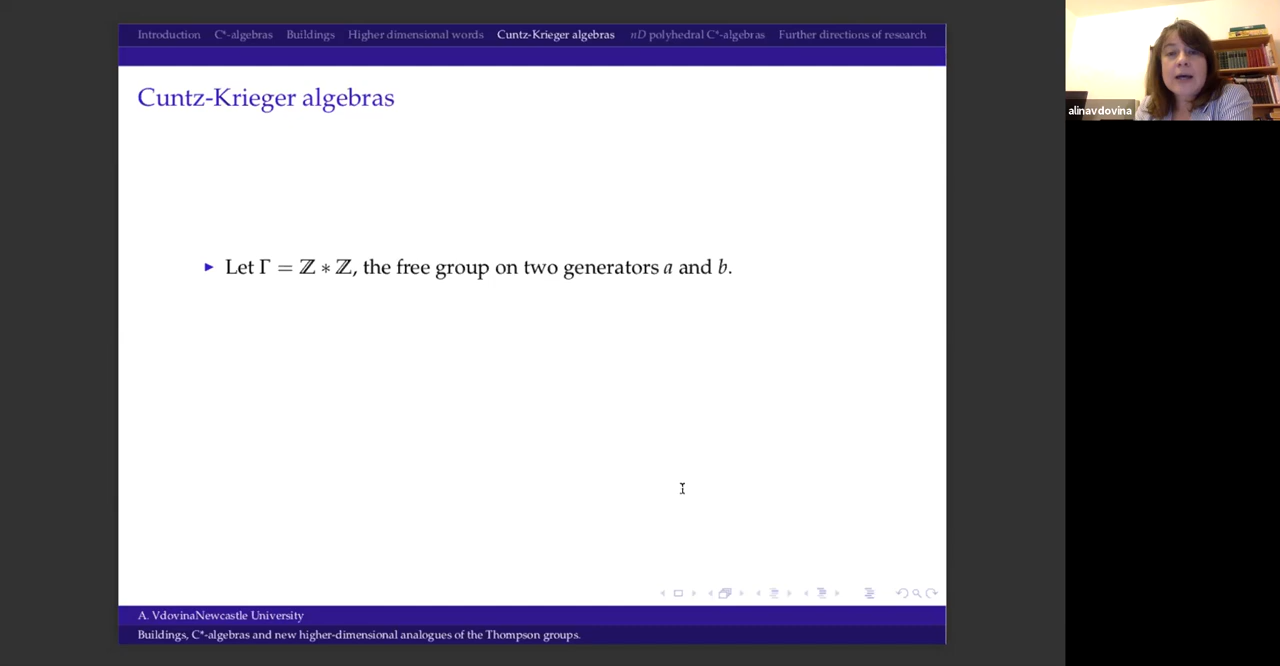 Introduction C*-algebras Buildings Higher dimensional words Cuntz-Krieger algebras nD polyhedral C*-algebras Further directions of research
Cuntz-Krieger algebras
► Let Γ = ℤ ∗ ℤ, the free group on two generators a and b.
A. VdovinaNewcastle University
Buildings, C*-algebras and new higher-dimensional analogues of the Thompson groups.
alinavdovina